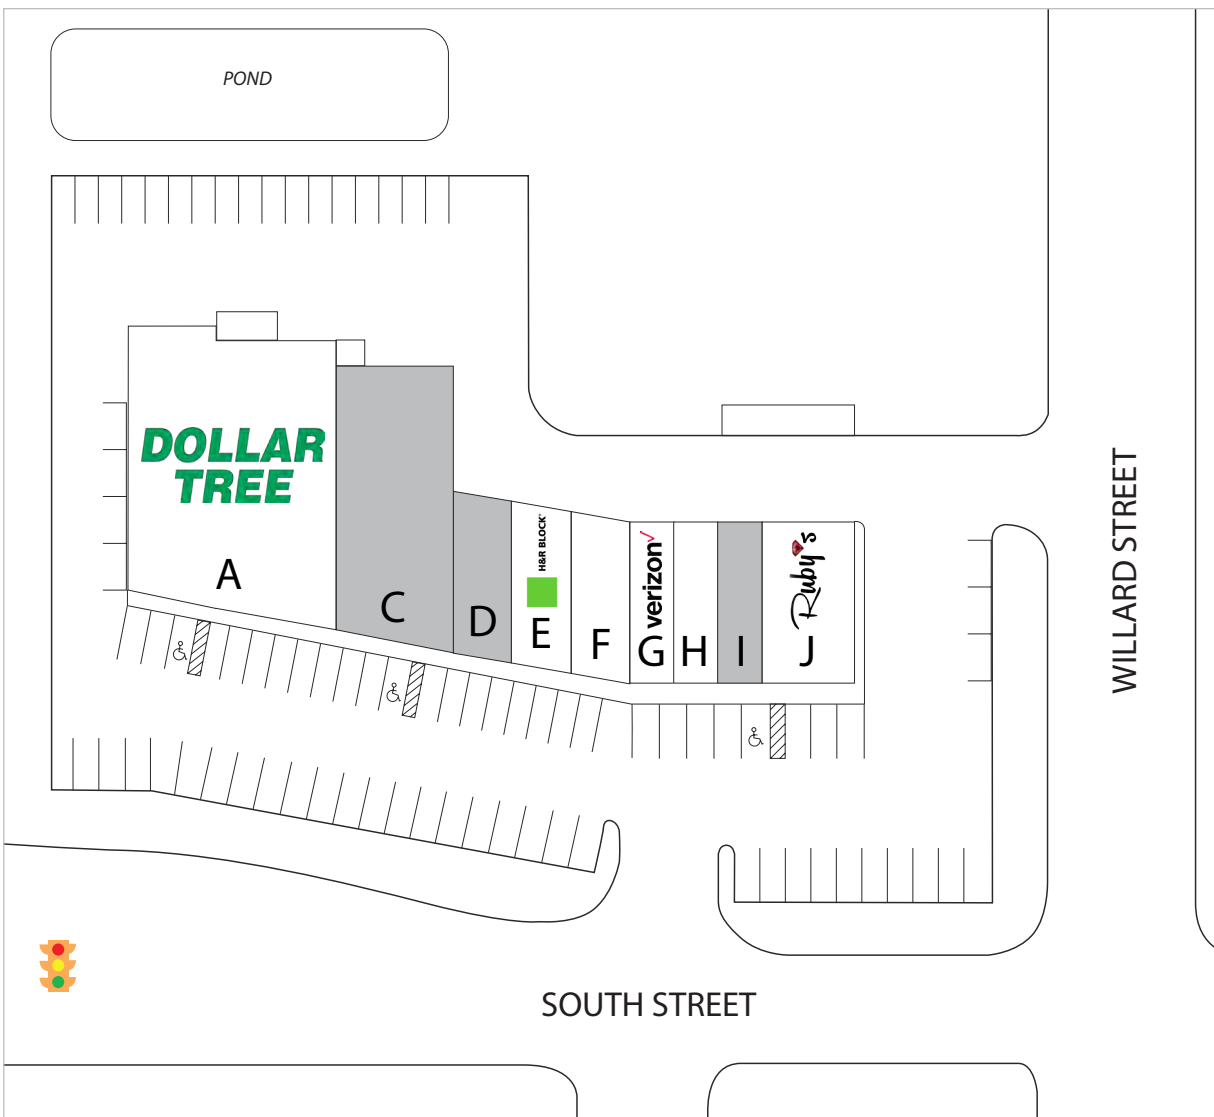 POND
DOLLAR
TREE
A
C
D
H&R BLOCK®
E
F
verizon
G
H
I
Ruby's
J
WILLARD STREET
SOUTH STREET